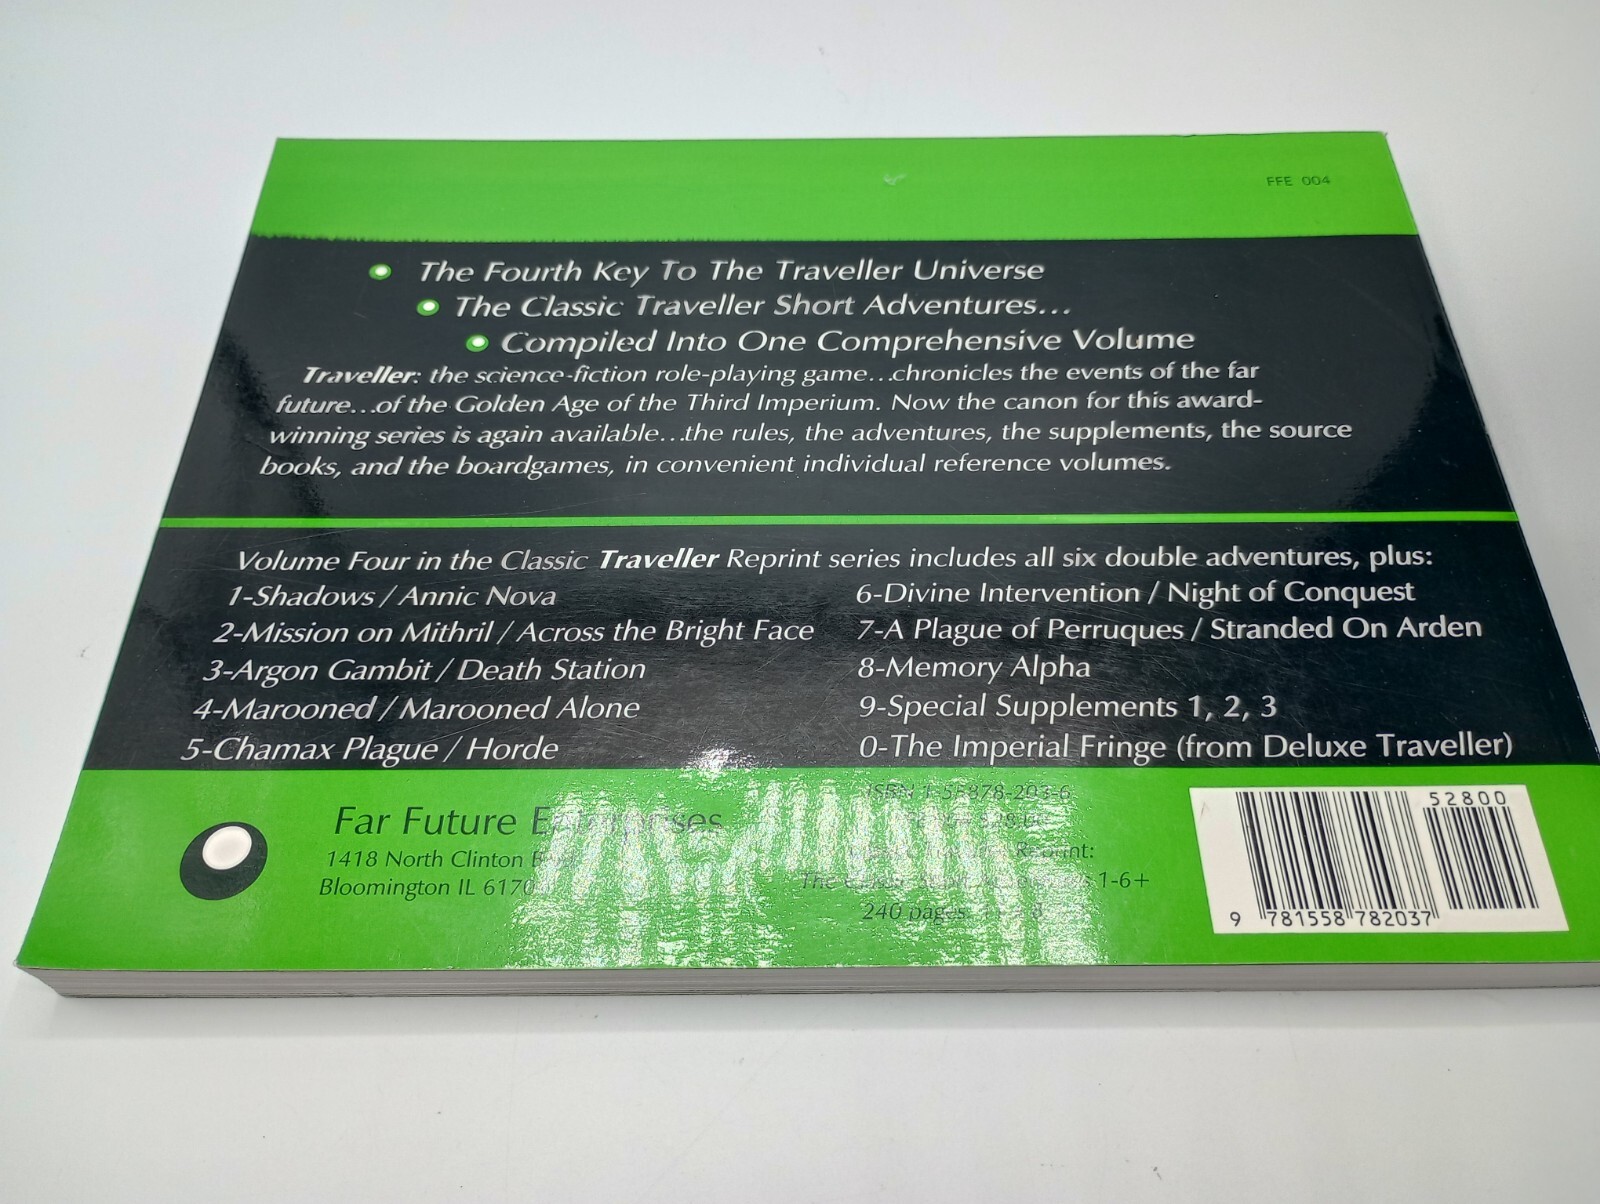 FFE 004
The Fourth Key To The Traveller Universe
The Classic Traveller Short Adventures...
Compiled Into One Comprehensive Volume
Traveller: the science-fiction role-playing game...chronicles the events of the far
future...of the Golden Age of the Third Imperium. Now the canon for this award-
winning series is again available...the rules, the adventures, the supplements, the source
books, and the boardgames, in convenient individual reference volumes.
Volume Four in the Classic Traveller Reprint series includes all six double adventures, plus:
1-Shadows / Annic Nova
2-Mission on Mithril / Across the Bright Face
3-Argon Gambit / Death Station
4-Marooned / Marooned Alone
5-Chamax Plague / Horde
6-Divine Intervention / Night of Conquest
7-A Plague of Perruques / Stranded On Arden
8-Memory Alpha
9-Special Supplements 1, 2, 3
0-The Imperial Fringe (from Deluxe Traveller)
Far Future Enterprises
1418 North Clinton
Bloomington IL
ISBN 1-55878-203-6
Reprint:
The 1-6+
240 pages
52800
9 781558 782037